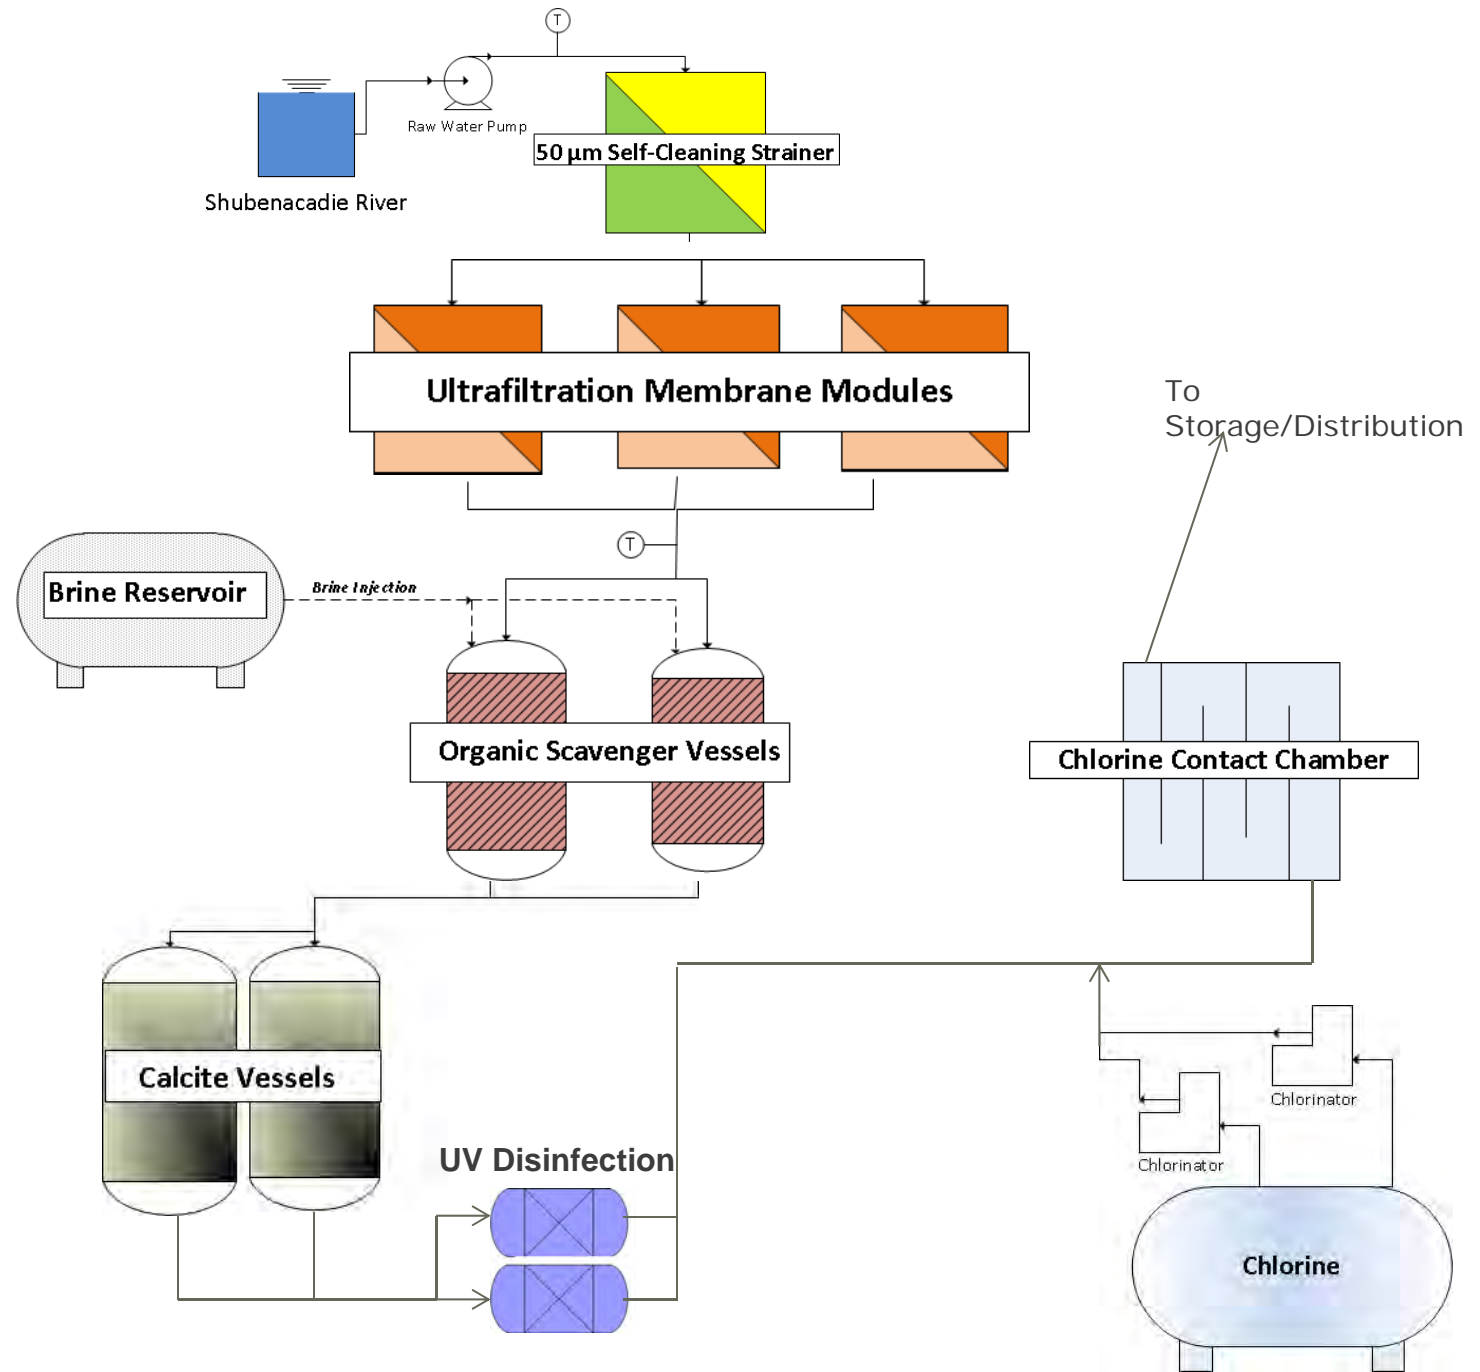 T
Raw Water Pump
50 µm Self-Cleaning Strainer
Shubenacadie River
Ultrafiltration Membrane Modules
To
Storage/Distribution
T
Brine Reservoir
Brine Injection
Organic Scavenger Vessels
Chlorine Contact Chamber
Calcite Vessels
Chlorinator
Chlorinator
UV Disinfection
Chlorine